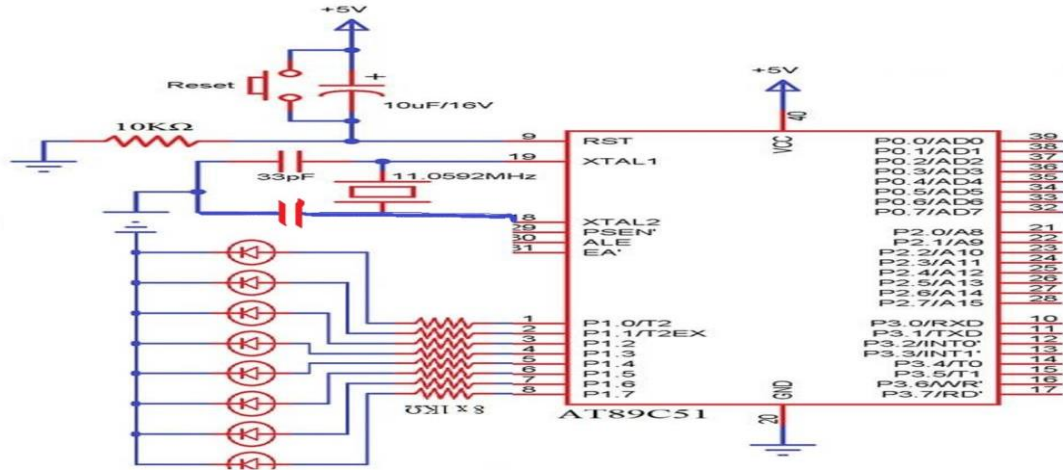 +5V
Reset
10uF/16V
10KΩ
33pF
11.0592MHz
9 RST
19 XTAL1
18 XTAL2
29 PSEN'
30 ALE
31 EA'
1 P1.0/T2
2 P1.1/T2EX
3 P1.2
4 P1.3
5 P1.4
6 P1.5
7 P1.6
8 P1.7
8 x 1KΩ
AT89C51
+5V
40
VCC
GND
20
P0.0/AD0 39
P0.1/AD1 38
P0.2/AD2 37
P0.3/AD3 36
P0.4/AD4 35
P0.5/AD5 34
P0.6/AD6 33
P0.7/AD7 32
P2.0/A8 21
P2.1/A9 22
P2.2/A10 23
P2.3/A11 24
P2.4/A12 25
P2.5/A13 26
P2.6/A14 27
P2.7/A15 28
P3.0/RXD 10
P3.1/TXD 11
P3.2/INT0' 12
P3.3/INT1' 13
P3.4/T0 14
P3.5/T1 15
P3.6/WR' 16
P3.7/RD' 17